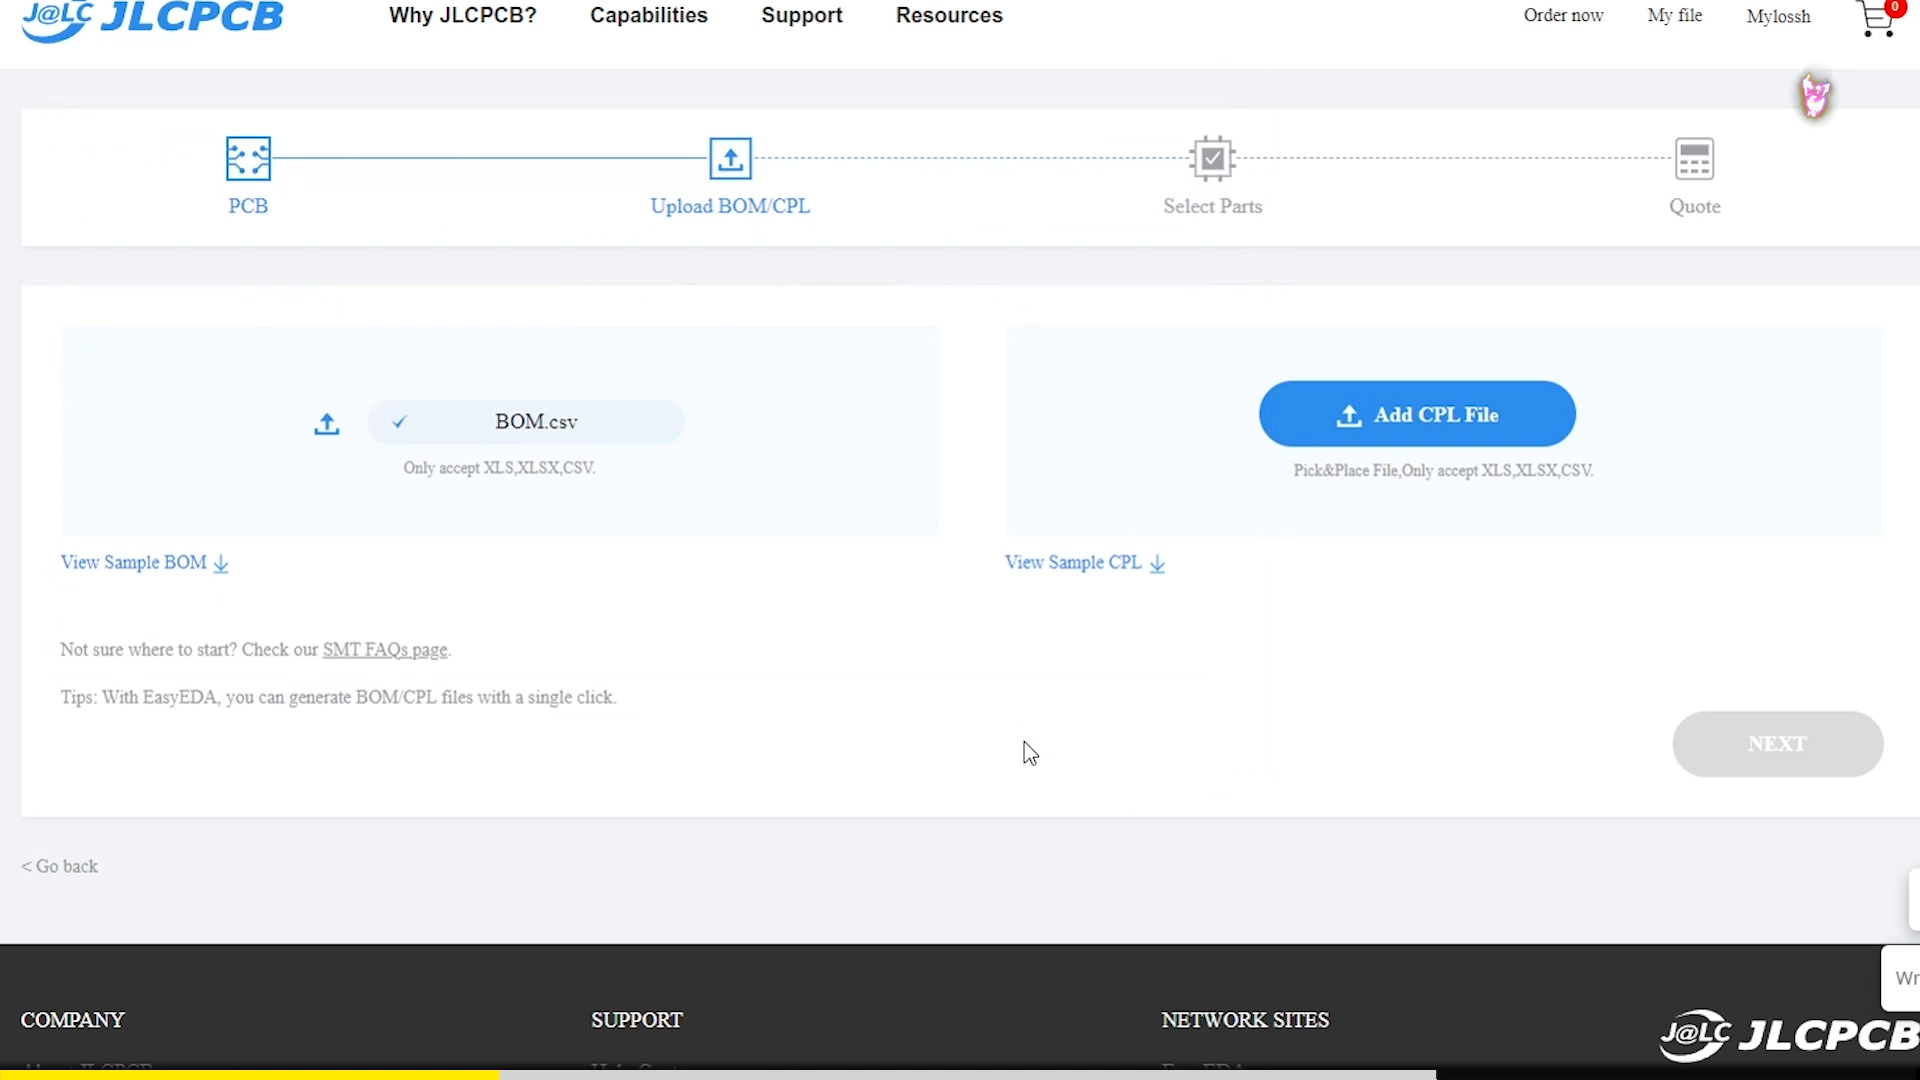 J@LC JLCPCB
Why JLCPCB? Capabilities Support Resources Order now My file Mylossh 0
PCB Upload BOM/CPL Select Parts Quote
BOM.csv
Only accept XLS,XLSX,CSV.
Add CPL File
Pick&Place File,Only accept XLS,XLSX,CSV.
View Sample BOM
View Sample CPL
Not sure where to start? Check our SMT FAQs page.
Tips: With EasyEDA, you can generate BOM/CPL files with a single click.
NEXT
< Go back
Wr
COMPANY SUPPORT NETWORK SITES
J@LC JLCPCB